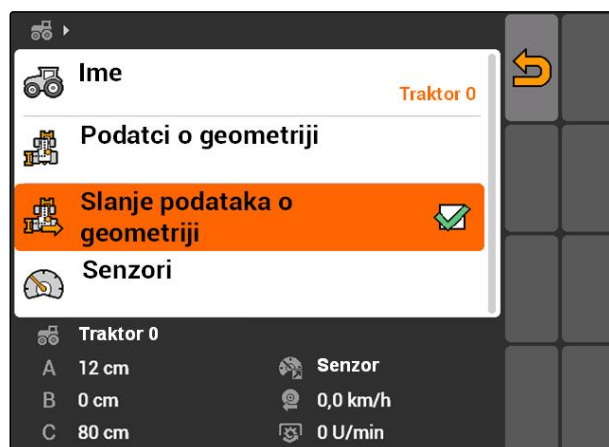 Ime
Traktor 0
Podatci o geometriji
Slanje podataka o
geometriji
Senzori
Traktor 0
A 12 cm Senzor
B 0 cm 0,0 km/h
C 80 cm 0 U/min